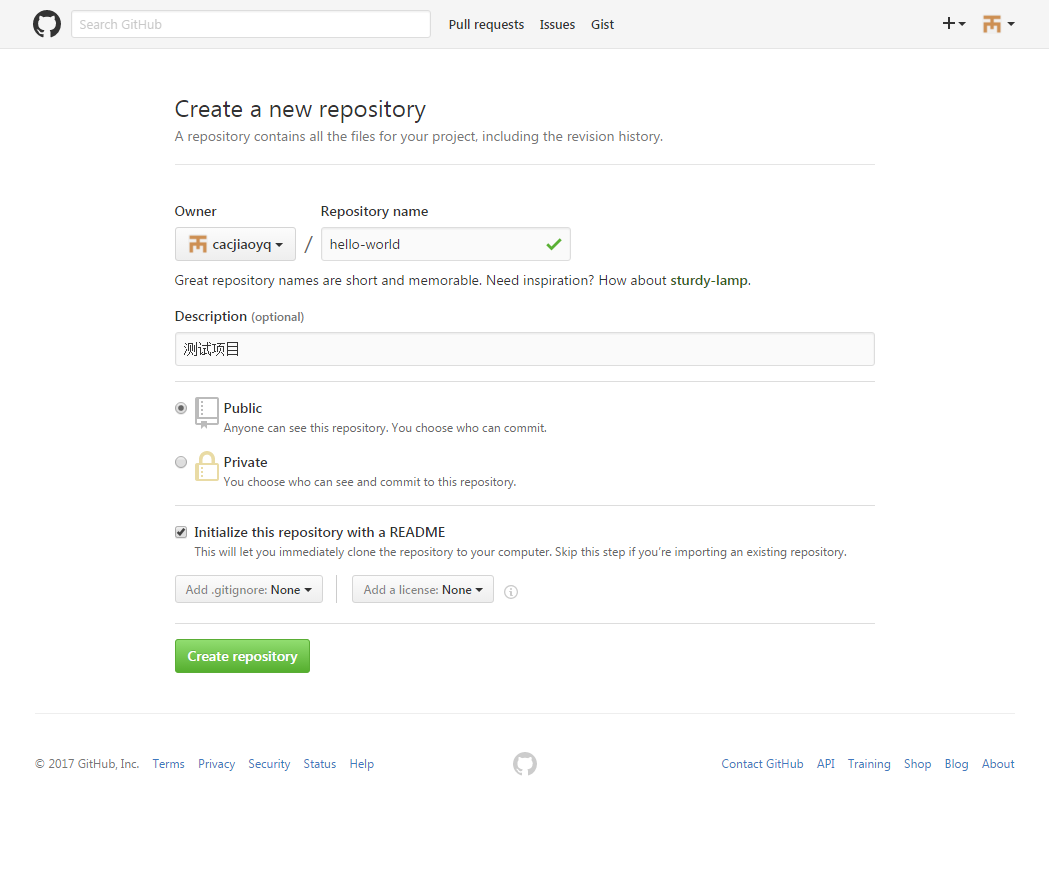 Search GitHub Pull requests Issues Gist
Create a new repository
A repository contains all the files for your project, including the revision history.
Owner Repository name
cacjiaoyq / hello-world
Great repository names are short and memorable. Need inspiration? How about sturdy-lamp.
Description (optional)
测试项目
Public
Anyone can see this repository. You choose who can commit.
Private
You choose who can see and commit to this repository.
Initialize this repository with a README
This will let you immediately clone the repository to your computer. Skip this step if you’re importing an existing repository.
Add .gitignore: None Add a license: None
Create repository
© 2017 GitHub, Inc. Terms Privacy Security Status Help Contact GitHub API Training Shop Blog About